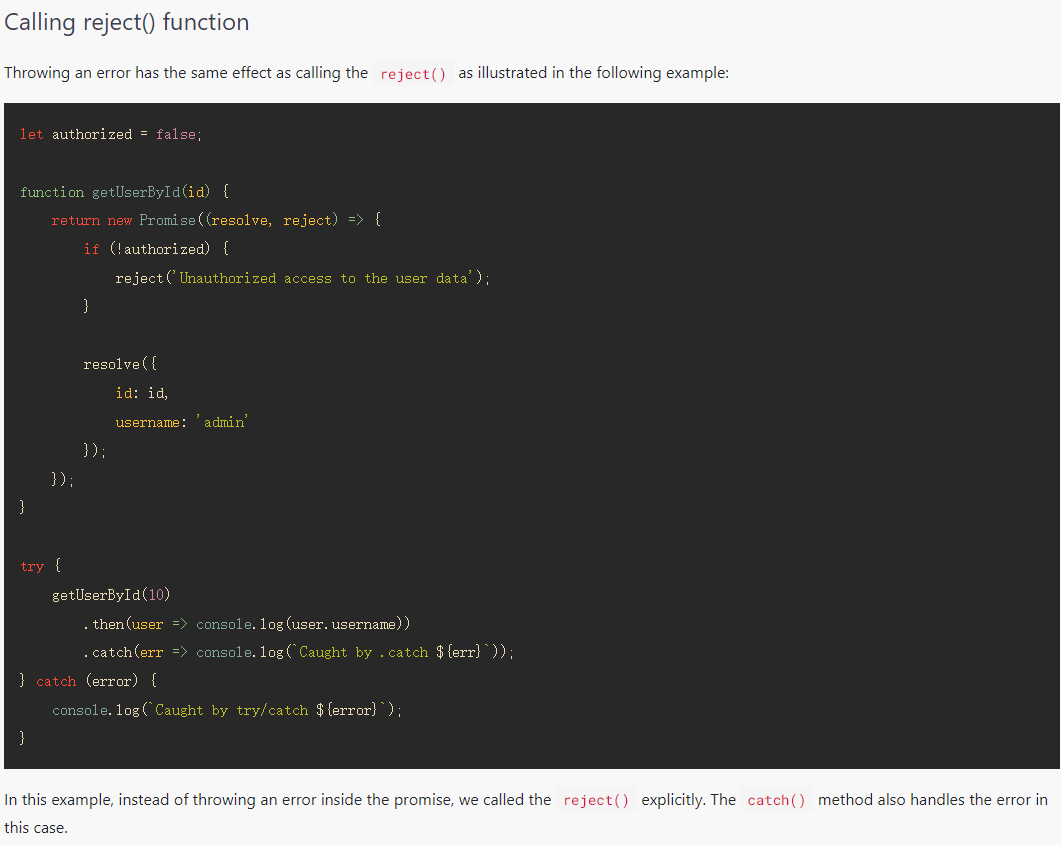 Calling reject() function
Throwing an error has the same effect as calling the reject() as illustrated in the following example:
let authorized = false;
function getUserById(id) {
    return new Promise((resolve, reject) => {
        if (!authorized) {
            reject('Unauthorized access to the user data');
        }
        resolve({
            id: id,
            username: 'admin'
        });
    });
}
try {
    getUserById(10)
        .then(user => console.log(user.username))
        .catch(err => console.log(`Caught by .catch ${err}`));
} catch (error) {
    console.log(`Caught by try/catch ${error}`);
}
In this example, instead of throwing an error inside the promise, we called the reject() explicitly. The catch() method also handles the error in
this case.